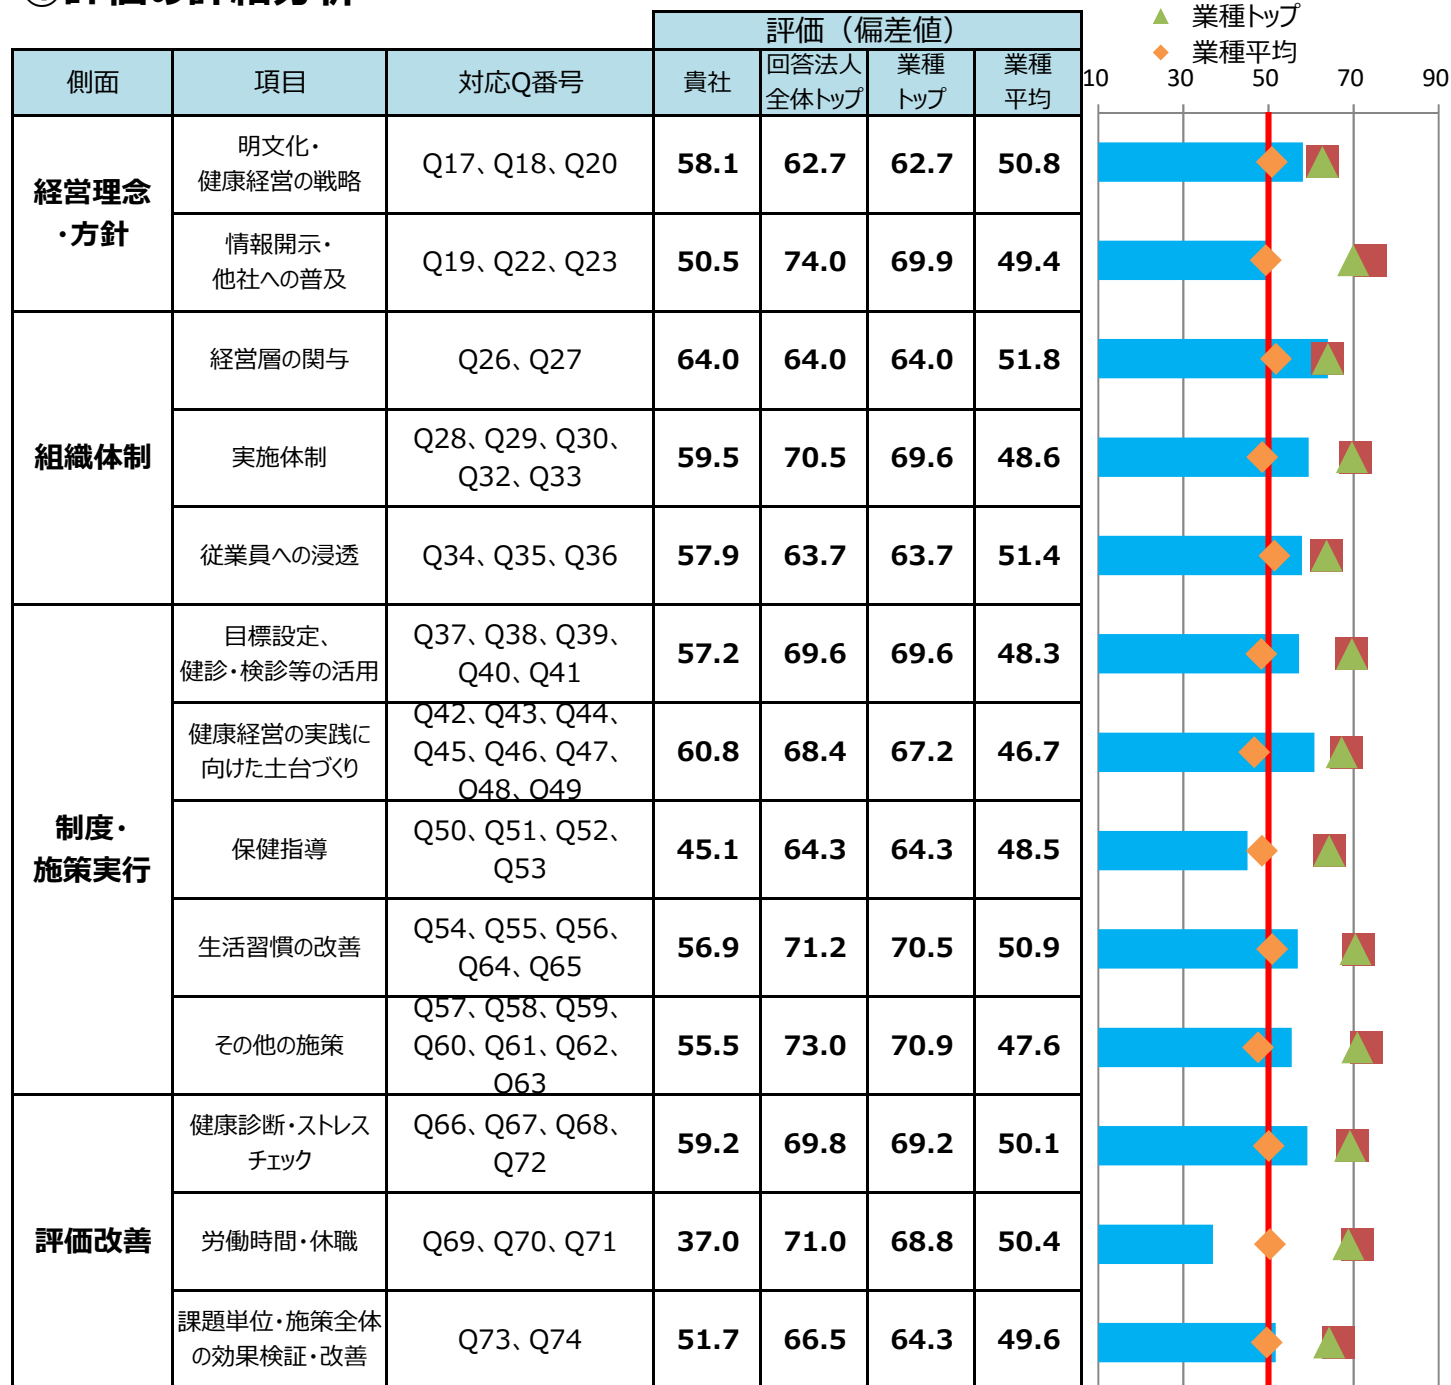 ▲ 業種トップ
◆ 業種平均
評価（偏差値）
側面 項目 対応Q番号 貴社 回答法人 業種 業種
全体トップ トップ 平均
10 30 50 70 90
経営理念
・方針
明文化・
健康経営の戦略
Q17、Q18、Q20 58.1 62.7 62.7 50.8
情報開示・
他社への普及
Q19、Q22、Q23 50.5 74.0 69.9 49.4
組織体制
経営層の関与 Q26、Q27 64.0 64.0 64.0 51.8
実施体制
Q28、Q29、Q30、
Q32、Q33
59.5 70.5 69.6 48.6
従業員への浸透 Q34、Q35、Q36 57.9 63.7 63.7 51.4
制度・
施策実行
目標設定、
健診・検診等の活用
Q37、Q38、Q39、
Q40、Q41
57.2 69.6 69.6 48.3
健康経営の実践に
向けた土台づくり
Q42、Q43、Q44、
Q45、Q46、Q47、
Q48、Q49
60.8 68.4 67.2 46.7
保健指導
Q50、Q51、Q52、
Q53
45.1 64.3 64.3 48.5
生活習慣の改善
Q54、Q55、Q56、
Q64、Q65
56.9 71.2 70.5 50.9
その他の施策
Q57、Q58、Q59、
Q60、Q61、Q62、
Q63
55.5 73.0 70.9 47.6
評価改善
健康診断・ストレス
チェック
Q66、Q67、Q68、
Q72
59.2 69.8 69.2 50.1
労働時間・休職 Q69、Q70、Q71 37.0 71.0 68.8 50.4
課題単位・施策全体
の効果検証・改善
Q73、Q74 51.7 66.5 64.3 49.6